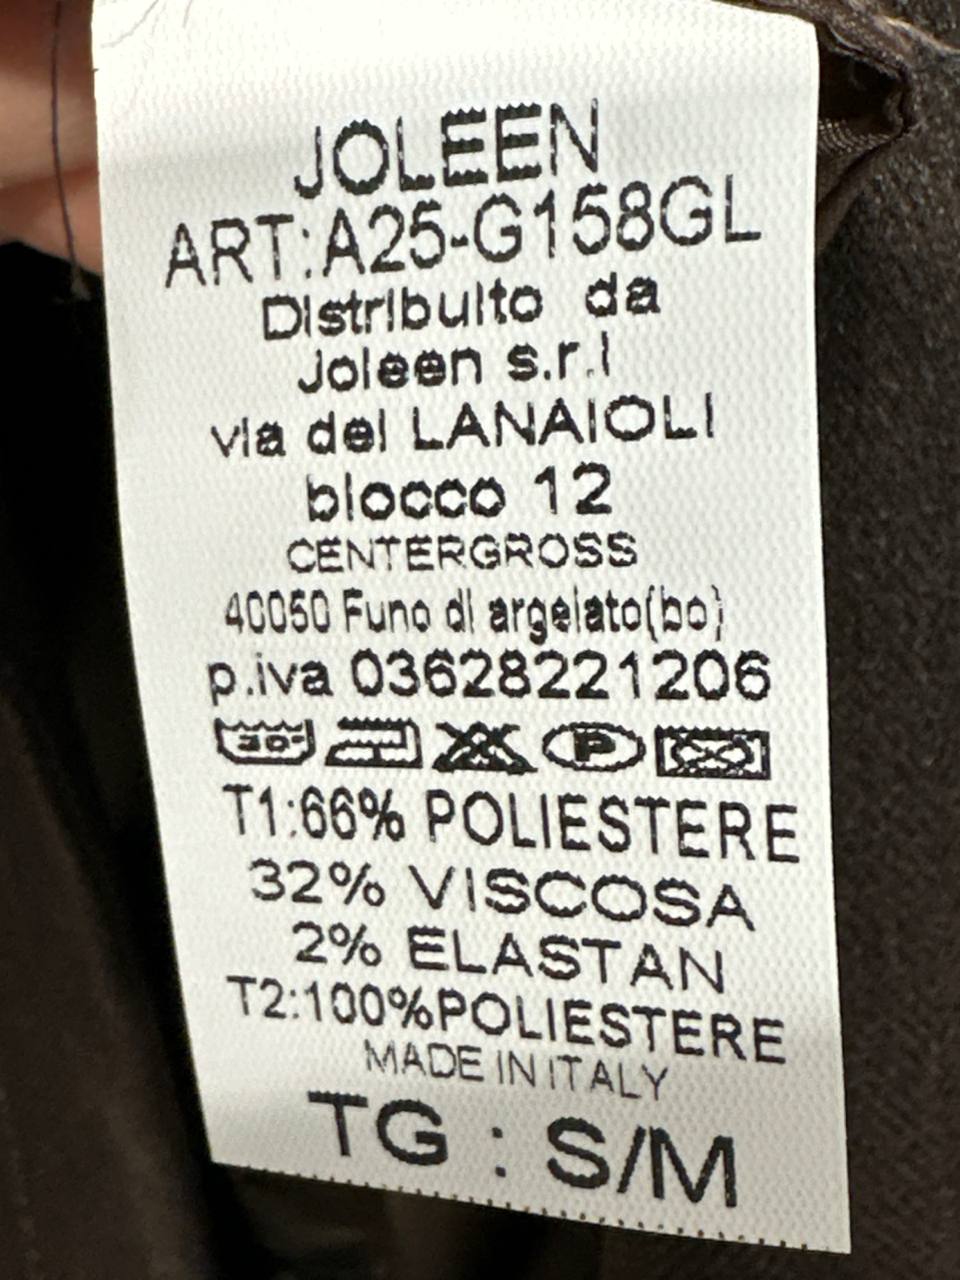 JOLEEN
ART:A25-G158GL
Distribuito da
Joleen s.r.l
via del LANAIOLI
blocco 12
CENTERGROSS
40050 Funo di argelato(bo)
p.iva 03628221206
30° P
T1:66% POLIESTERE
32% VISCOSA
2% ELASTAN
T2:100%POLIESTERE
MADE IN ITALY
TG : S/M